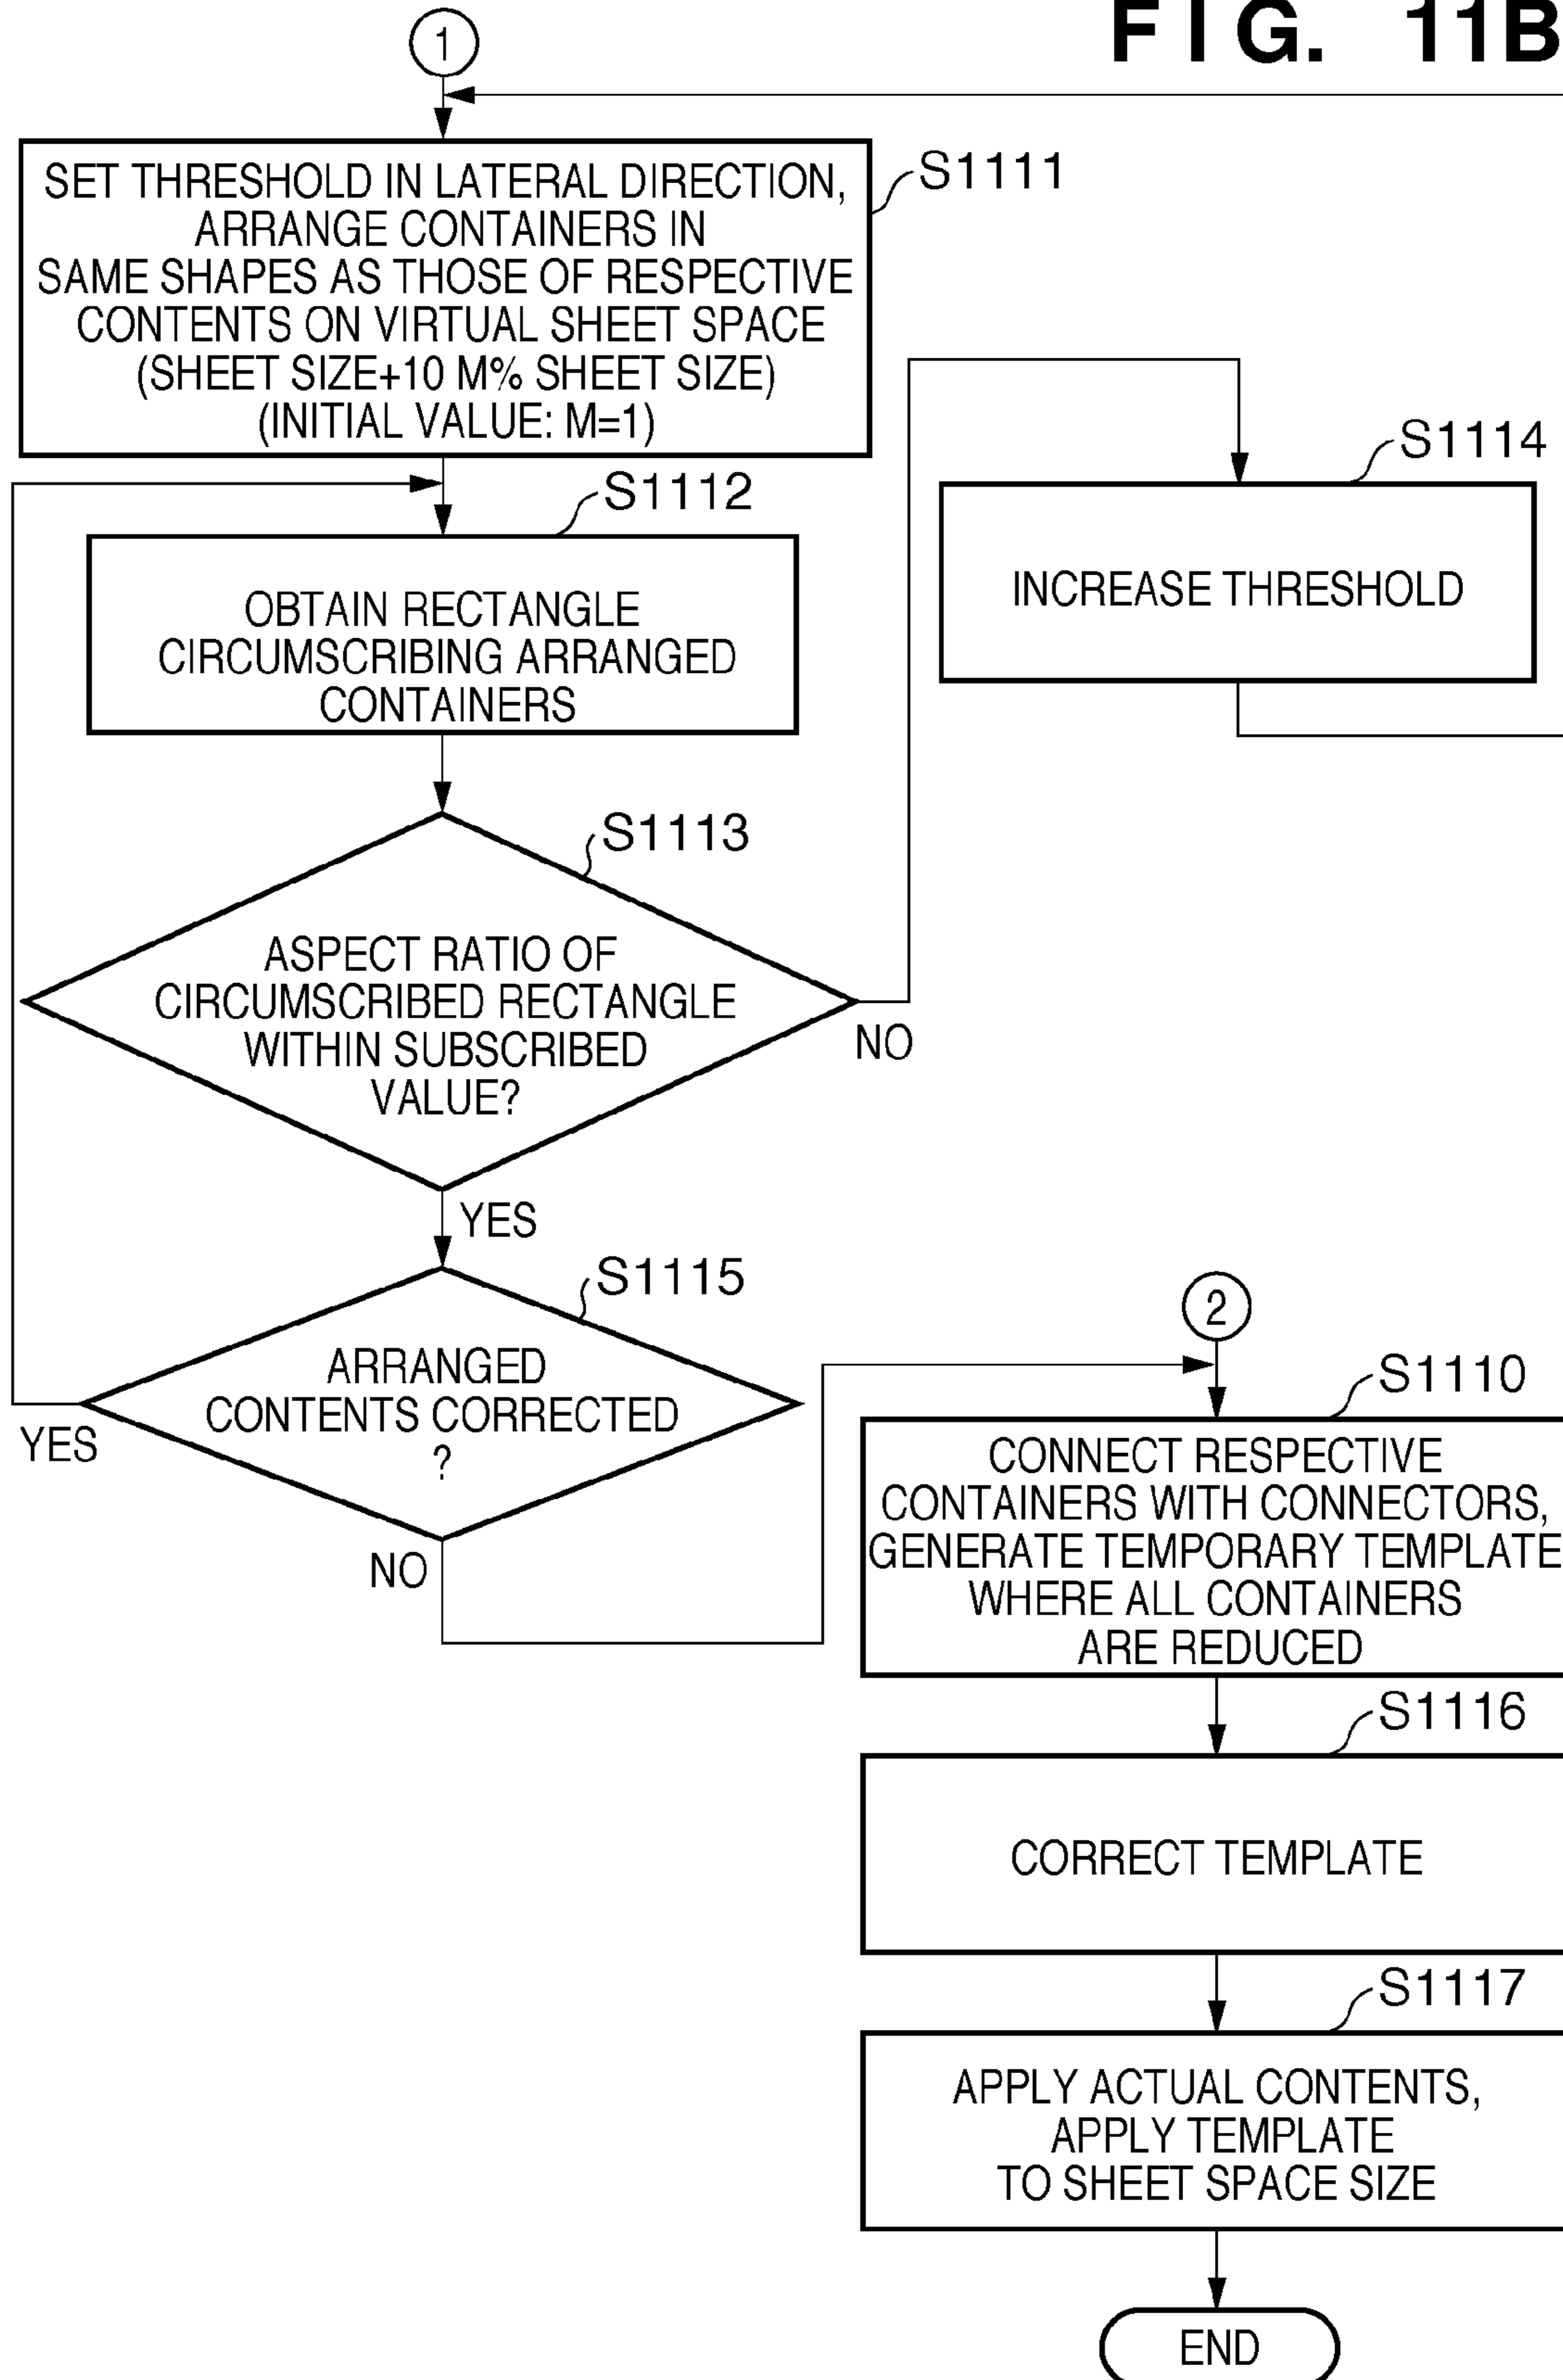 FIG. 11B
1
SET THRESHOLD IN LATERAL DIRECTION,
ARRANGE CONTAINERS IN
SAME SHAPES AS THOSE OF RESPECTIVE
CONTENTS ON VIRTUAL SHEET SPACE
(SHEET SIZE+10 M% SHEET SIZE)
(INITIAL VALUE: M=1)
S1111
S1112
OBTAIN RECTANGLE
CIRCUMSCRIBING ARRANGED
CONTAINERS
S1114
INCREASE THRESHOLD
S1113
ASPECT RATIO OF
CIRCUMSCRIBED RECTANGLE
WITHIN SUBSCRIBED
VALUE?
NO
YES
S1115
ARRANGED
CONTENTS CORRECTED
?
YES
NO
2
S1110
CONNECT RESPECTIVE
CONTAINERS WITH CONNECTORS,
GENERATE TEMPORARY TEMPLATE
WHERE ALL CONTAINERS
ARE REDUCED
S1116
CORRECT TEMPLATE
S1117
APPLY ACTUAL CONTENTS,
APPLY TEMPLATE
TO SHEET SPACE SIZE
END